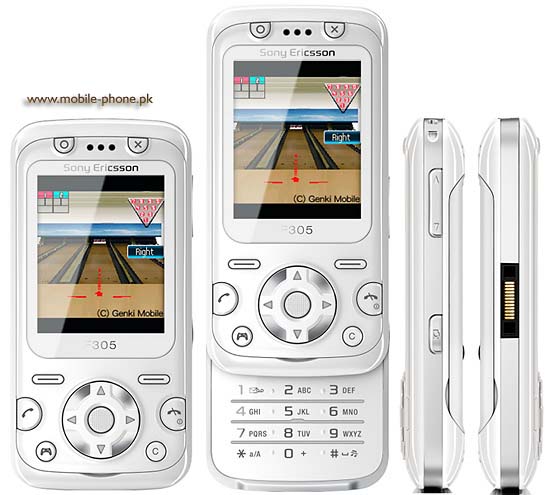 www.mobile-phone.pk
Sony Ericsson
Right
(C) Genki Mobile
F305
C
Sony Ericsson
Right
(C) Genki Mobile
F305
C
1 2 ABC 3 DEF
4 GHI 5 JKL 6 MNO
7 PQRS 8 TUV 9 WXYZ
* a/A 0 + #